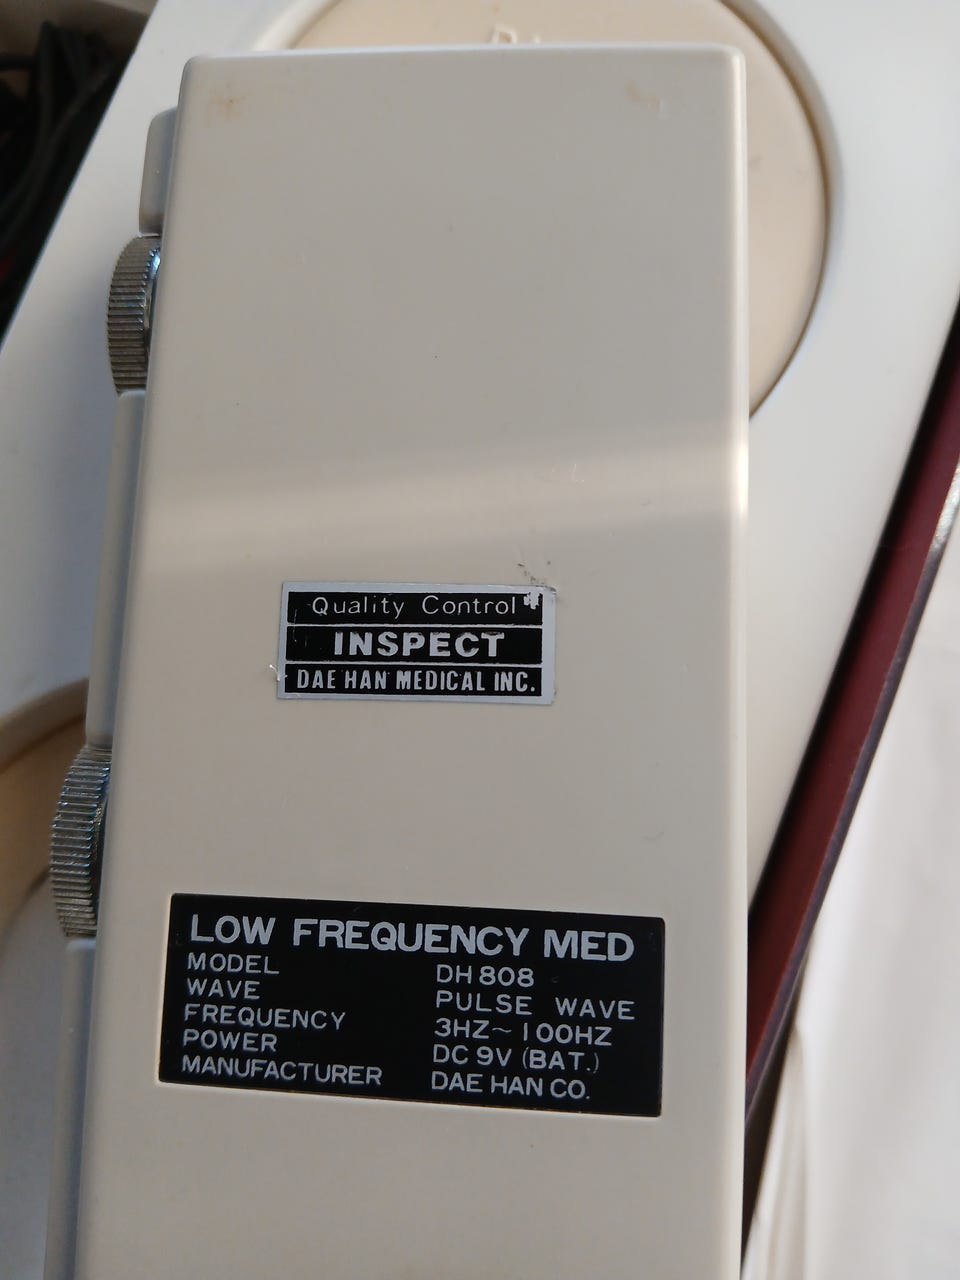 Quality Control
INSPECT
DAE HAN MEDICAL INC.
LOW FREQUENCY MED
MODEL DH 808
WAVE PULSE WAVE
FREQUENCY 3HZ~100HZ
POWER DC 9V (BAT.)
MANUFACTURER DAE HAN CO.